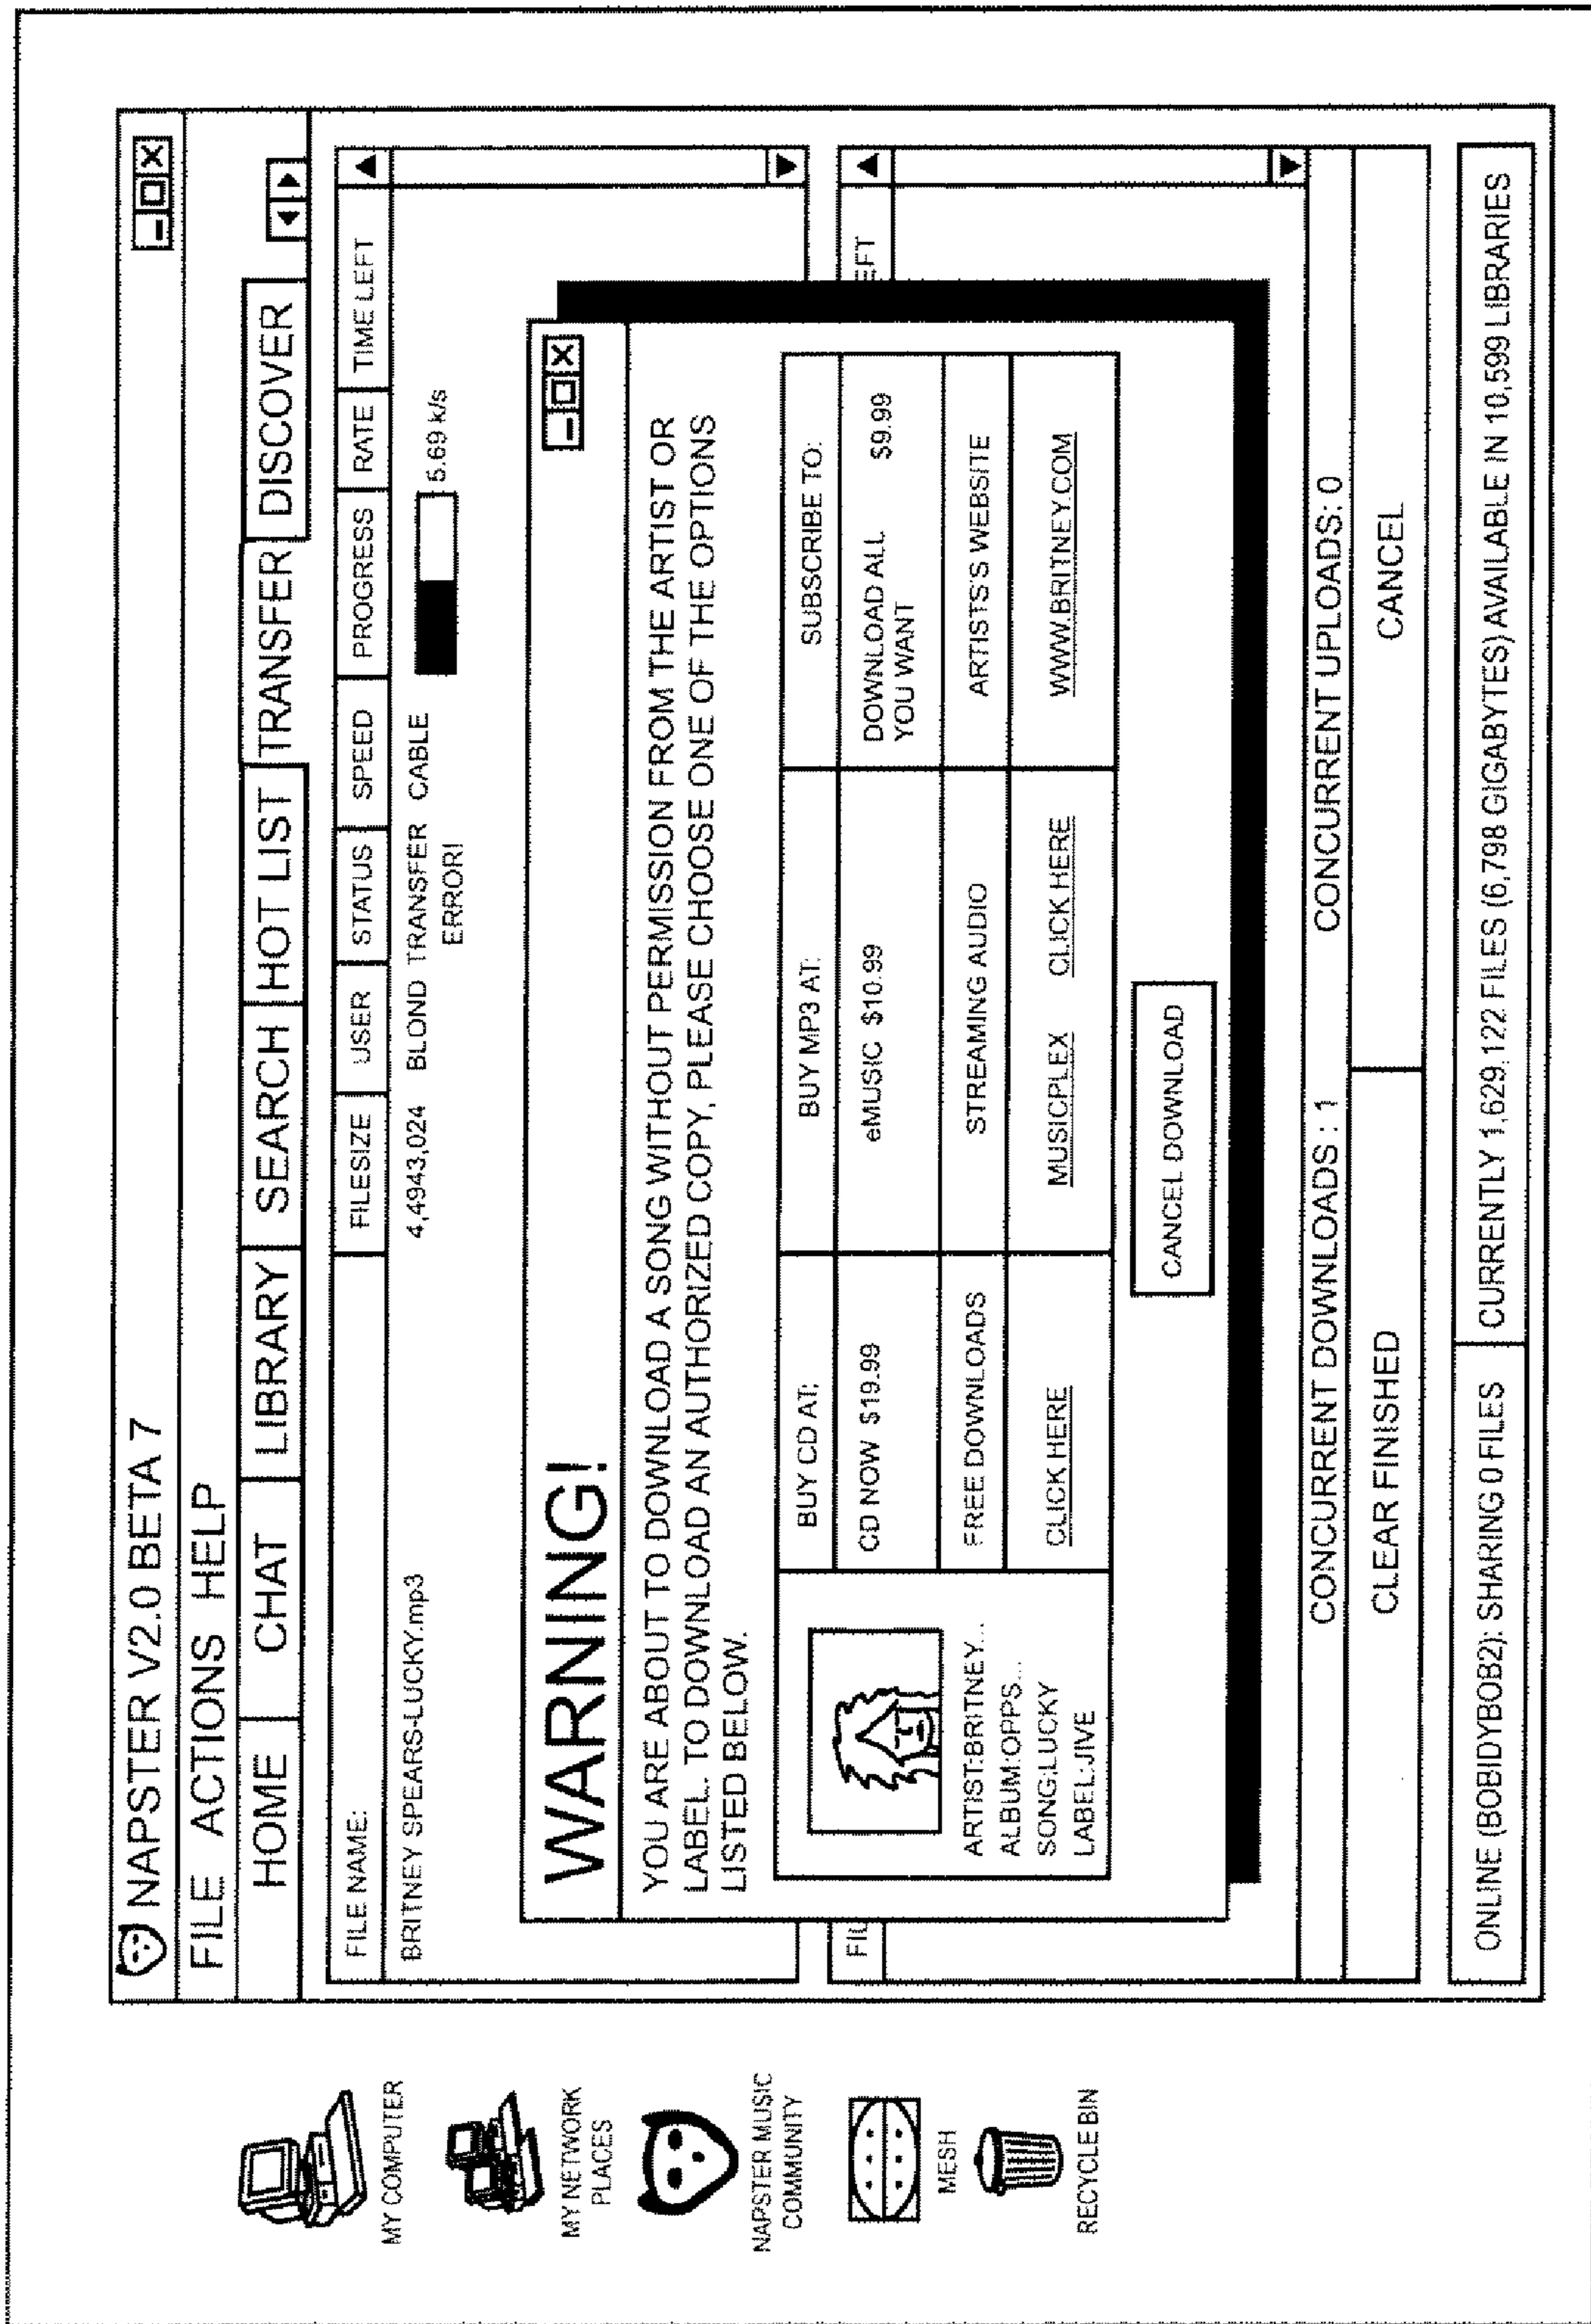 NAPSTER V2.0 BETA 7
FILE ACTIONS HELP
HOME CHAT LIBRARY SEARCH HOT LIST TRANSFER DISCOVER
FILE NAME: FILESIZE USER STATUS SPEED PROGRESS RATE TIME LEFT
BRITNEY SPEARS-LUCKY.mp3 4,4943,024 BLOND TRANSFER CABLE 5.69 k/s
ERROR!
WARNING!
YOU ARE ABOUT TO DOWNLOAD A SONG WITHOUT PERMISSION FROM THE ARTIST OR
LABEL. TO DOWNLOAD AN AUTHORIZED COPY, PLEASE CHOOSE ONE OF THE OPTIONS
LISTED BELOW.
BUY CD AT: BUY MP3 AT: SUBSCRIBE TO:
CD NOW $19.99 eMUSIC $10.99 DOWNLOAD ALL $9.99
YOU WANT
FREE DOWNLOADS STREAMING AUDIO ARTISTS'S WEBSITE
CLICK HERE MUSICPLEX CLICK HERE WWW.BRITNEY.COM
ARTIST:BRITNEY...
ALBUM:OPPS...
SONG:LUCKY
LABEL:JIVE
CANCEL DOWNLOAD
FIL EFT
CONCURRENT DOWNLOADS : 1 CONCURRENT UPLOADS: 0
CLEAR FINISHED CANCEL
ONLINE (BOBIDYBOB2): SHARING 0 FILES CURRENTLY 1,629,122 FILES (6,798 GIGABYTES) AVAILABLE IN 10,599 LIBRARIES
MY COMPUTER
MY NETWORK
PLACES
NAPSTER MUSIC
COMMUNITY
MESH
RECYCLE BIN